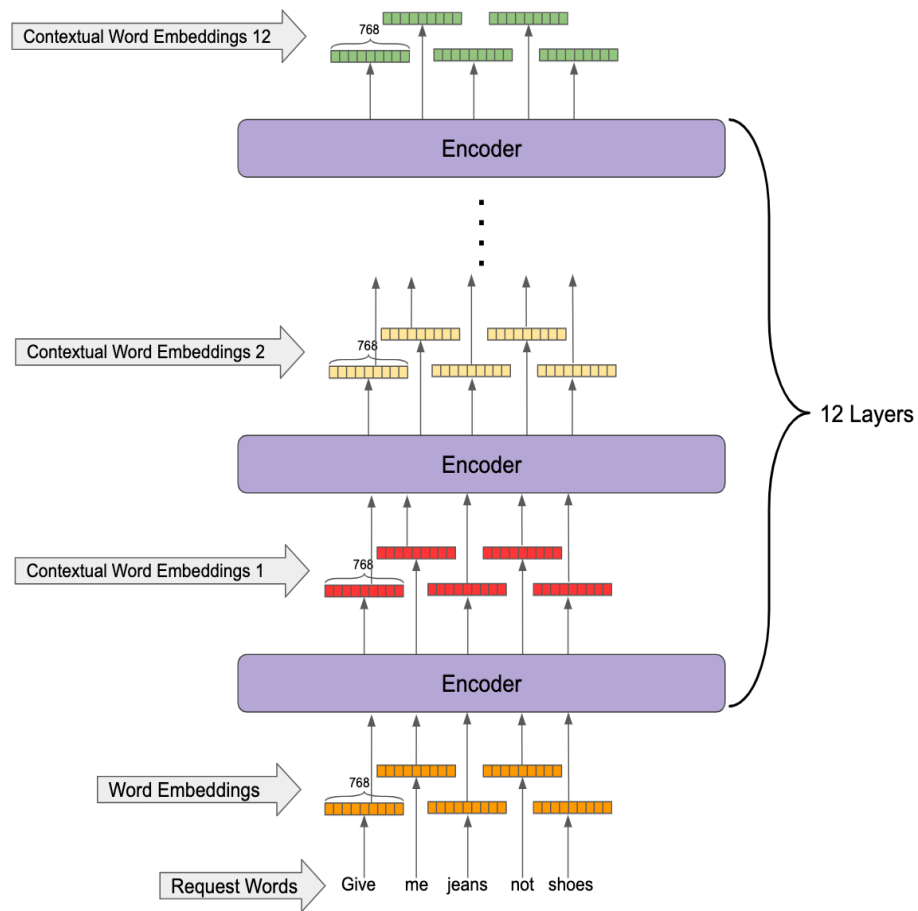 Contextual Word Embeddings 12
768
Encoder
Contextual Word Embeddings 2
768
12 Layers
Encoder
Contextual Word Embeddings 1
768
Encoder
Word Embeddings
768
Request Words
Give me jeans not shoes